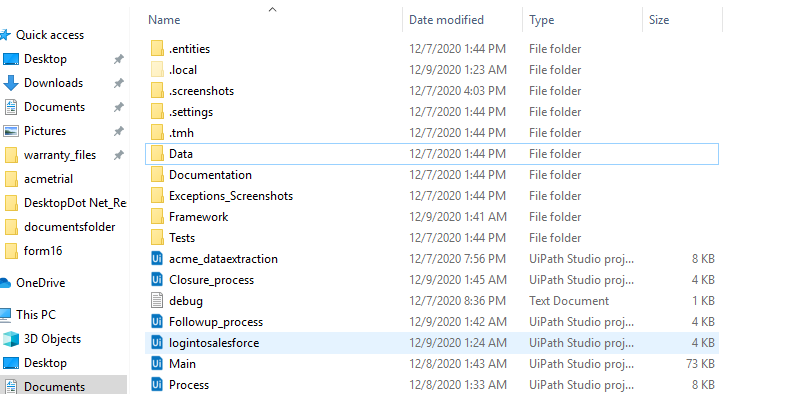 Name Date modified Type Size
Quick access
Desktop
Downloads
Documents
Pictures
warranty_files
acmetrial
DesktopDot Net_Re
documentsfolder
form16
OneDrive
This PC
3D Objects
Desktop
Documents
.entities 12/7/2020 1:44 PM File folder
.local 12/9/2020 1:23 AM File folder
.screenshots 12/7/2020 4:03 PM File folder
.settings 12/7/2020 1:44 PM File folder
.tmh 12/7/2020 1:44 PM File folder
Data 12/7/2020 1:44 PM File folder
Documentation 12/7/2020 1:44 PM File folder
Exceptions_Screenshots 12/7/2020 1:44 PM File folder
Framework 12/9/2020 1:41 AM File folder
Tests 12/7/2020 1:44 PM File folder
Ui acme_dataextraction 12/7/2020 7:56 PM UiPath Studio proj... 8 KB
Ui Closure_process 12/9/2020 1:45 AM UiPath Studio proj... 4 KB
debug 12/7/2020 8:36 PM Text Document 1 KB
Ui Followup_process 12/9/2020 1:42 AM UiPath Studio proj... 4 KB
Ui logintosalesforce 12/9/2020 1:24 AM UiPath Studio proj... 4 KB
Ui Main 12/8/2020 1:43 AM UiPath Studio proj... 73 KB
Ui Process 12/8/2020 1:33 AM UiPath Studio proj... 8 KB